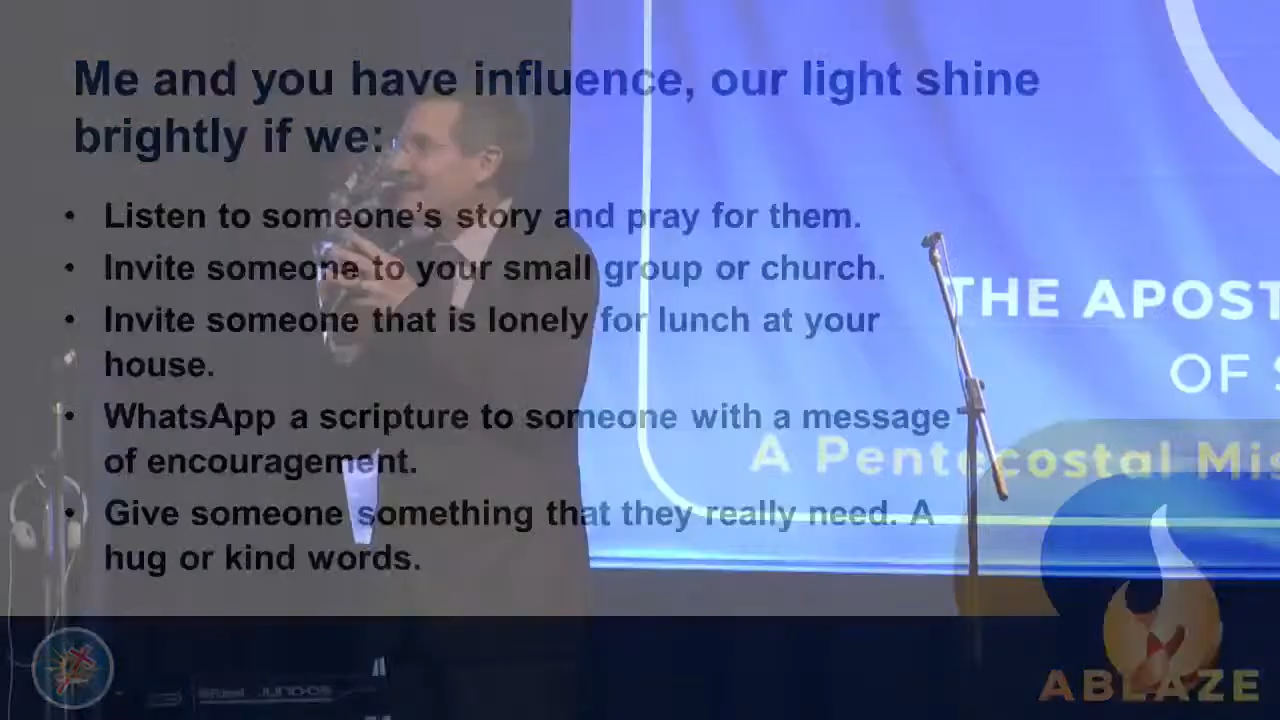 Me and you have influence, our light shine
brightly if we:
• Listen to someone's story and pray for them.
• Invite someone to your small group or church.
• Invite someone that is lonely for lunch at your
house.
• WhatsApp a scripture to someone with a message
of encouragement.
• Give someone something that they really need. A
hug or kind words.
THE APOST
OF S
A Pentecostal Mis
ABLAZE